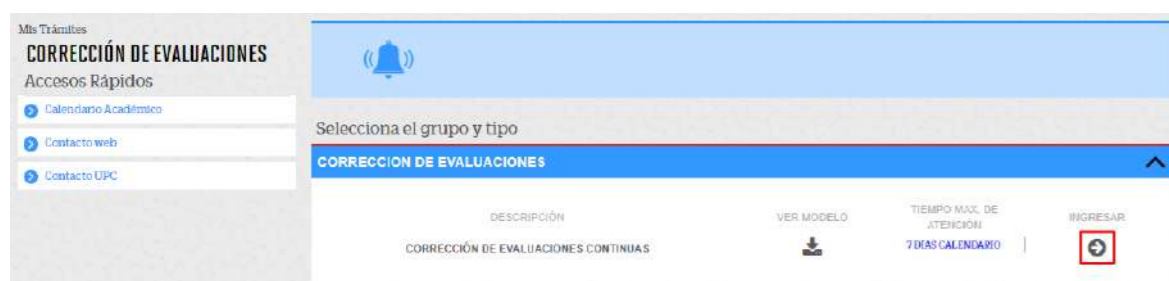 Mis Trámites
CORRECCIÓN DE EVALUACIONES
Accesos Rápidos
Calendario Académico
Contacto web
Contacto UPC
Selecciona el grupo y tipo
CORRECCION DE EVALUACIONES
DESCRIPCIÓN
VER MODELO
TIEMPO MAX. DE
ATENCIÓN
INGRESAR
CORRECCIÓN DE EVALUACIONES CONTINUAS
7 DIAS CALENDARIO